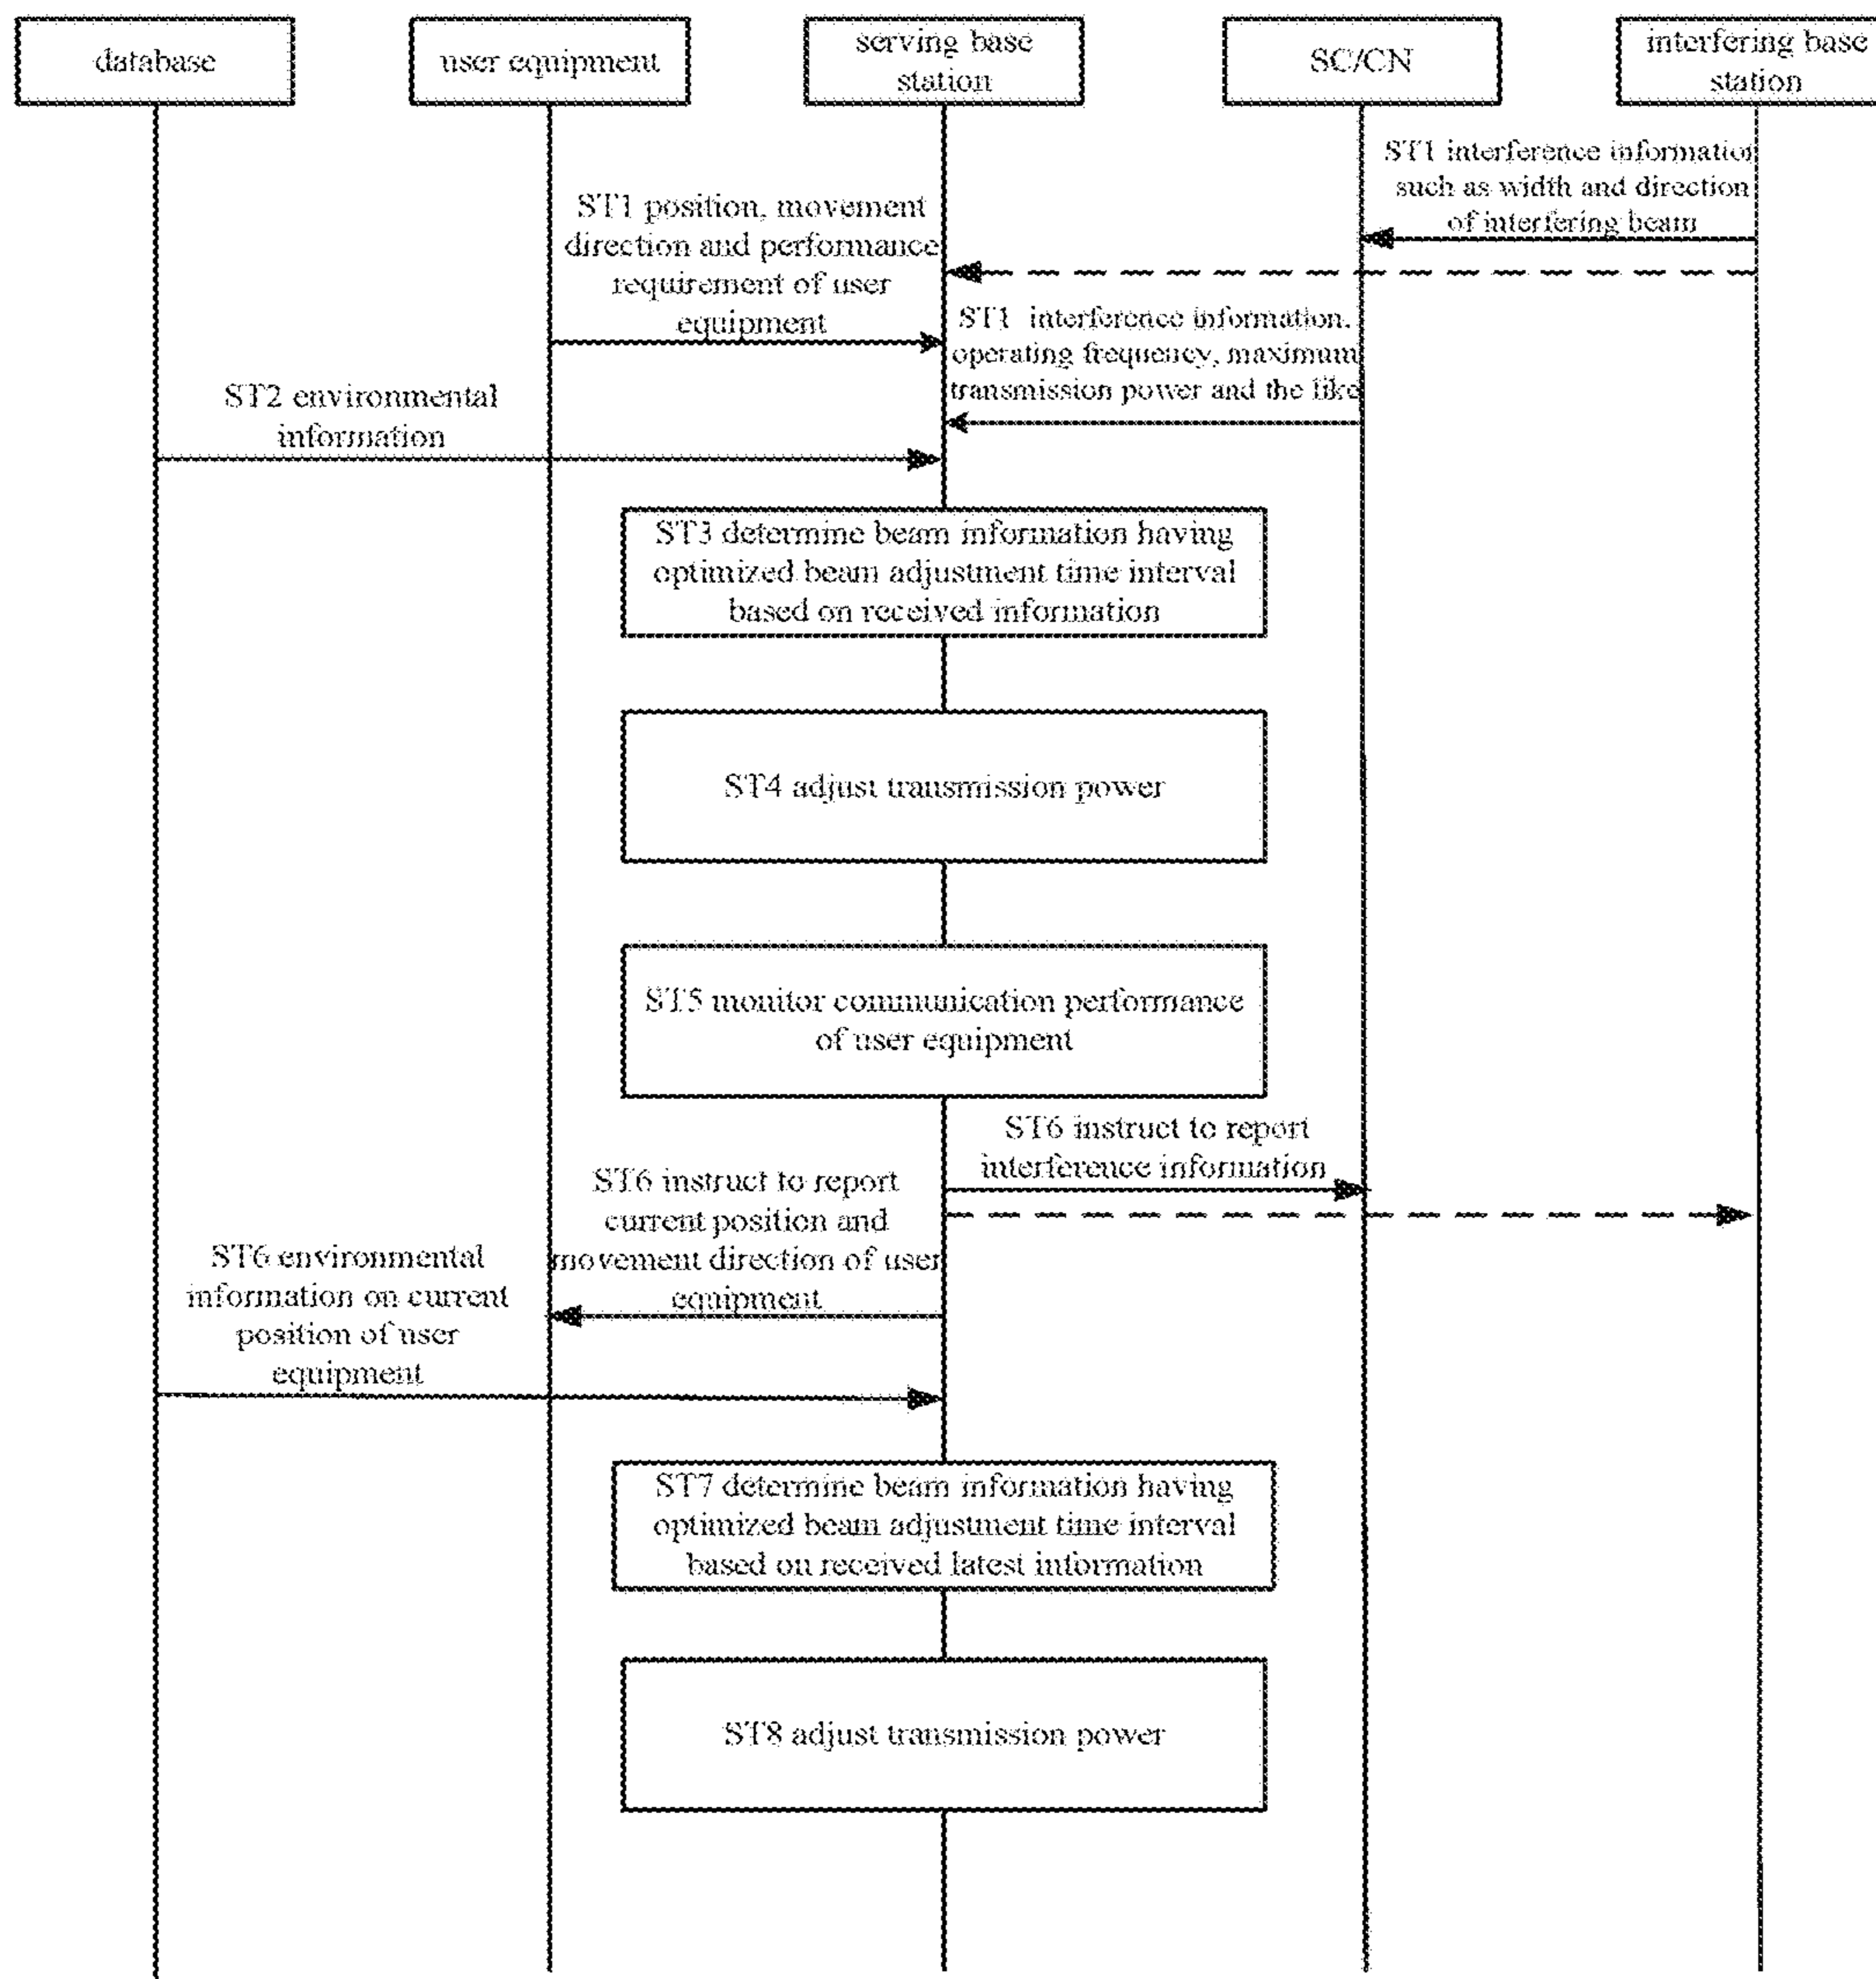 database
user equipment
serving base
station
SC/CN
interfering base
station
ST1 interference information
such as width and direction
of interfering beam
ST1 position, movement
direction and performance
requirement of user
equipment
ST1 interference information,
operating frequency, maximum
transmission power and the like
ST2 environmental
information
ST3 determine beam information having
optimized beam adjustment time interval
based on received information
ST4 adjust transmission power
ST5 monitor communication performance
of user equipment
ST6 instruct to report
interference information
ST6 instruct to report
current position and
movement direction of user
equipment
ST6 environmental
information on current
position of user
equipment
ST7 determine beam information having
optimized beam adjustment time interval
based on received latest information
ST8 adjust transmission power